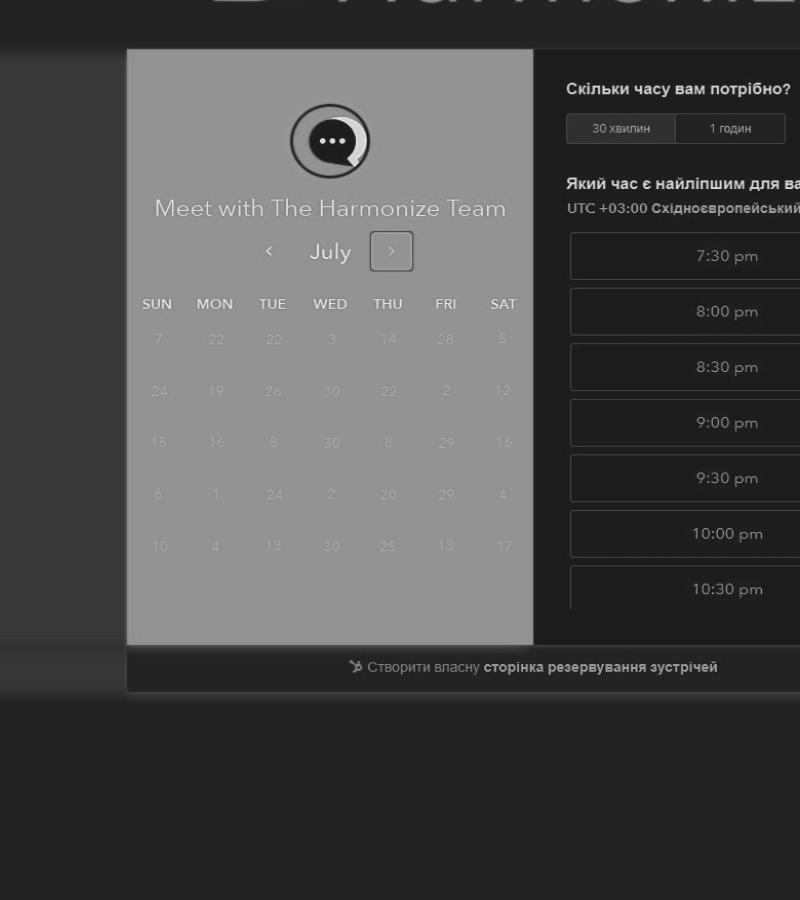 Meet with The Harmonize Team
July
SUN MON TUE WED THU FRI SAT
7 22 22 3 14 28 5
24 19 26 30 22 2 12
15 16 8 30 8 29 16
6 1 24 2 20 29 4
10 4 13 30 25 13 17
Скільки часу вам потрібно?
30 хвилин 1 годин
Який час є найліпшим для
UTC +03:00 Східноєвропейський
7:30 pm
8:00 pm
8:30 pm
9:00 pm
9:30 pm
10:00 pm
10:30 pm
Створити власну сторінка резервування зустрічей